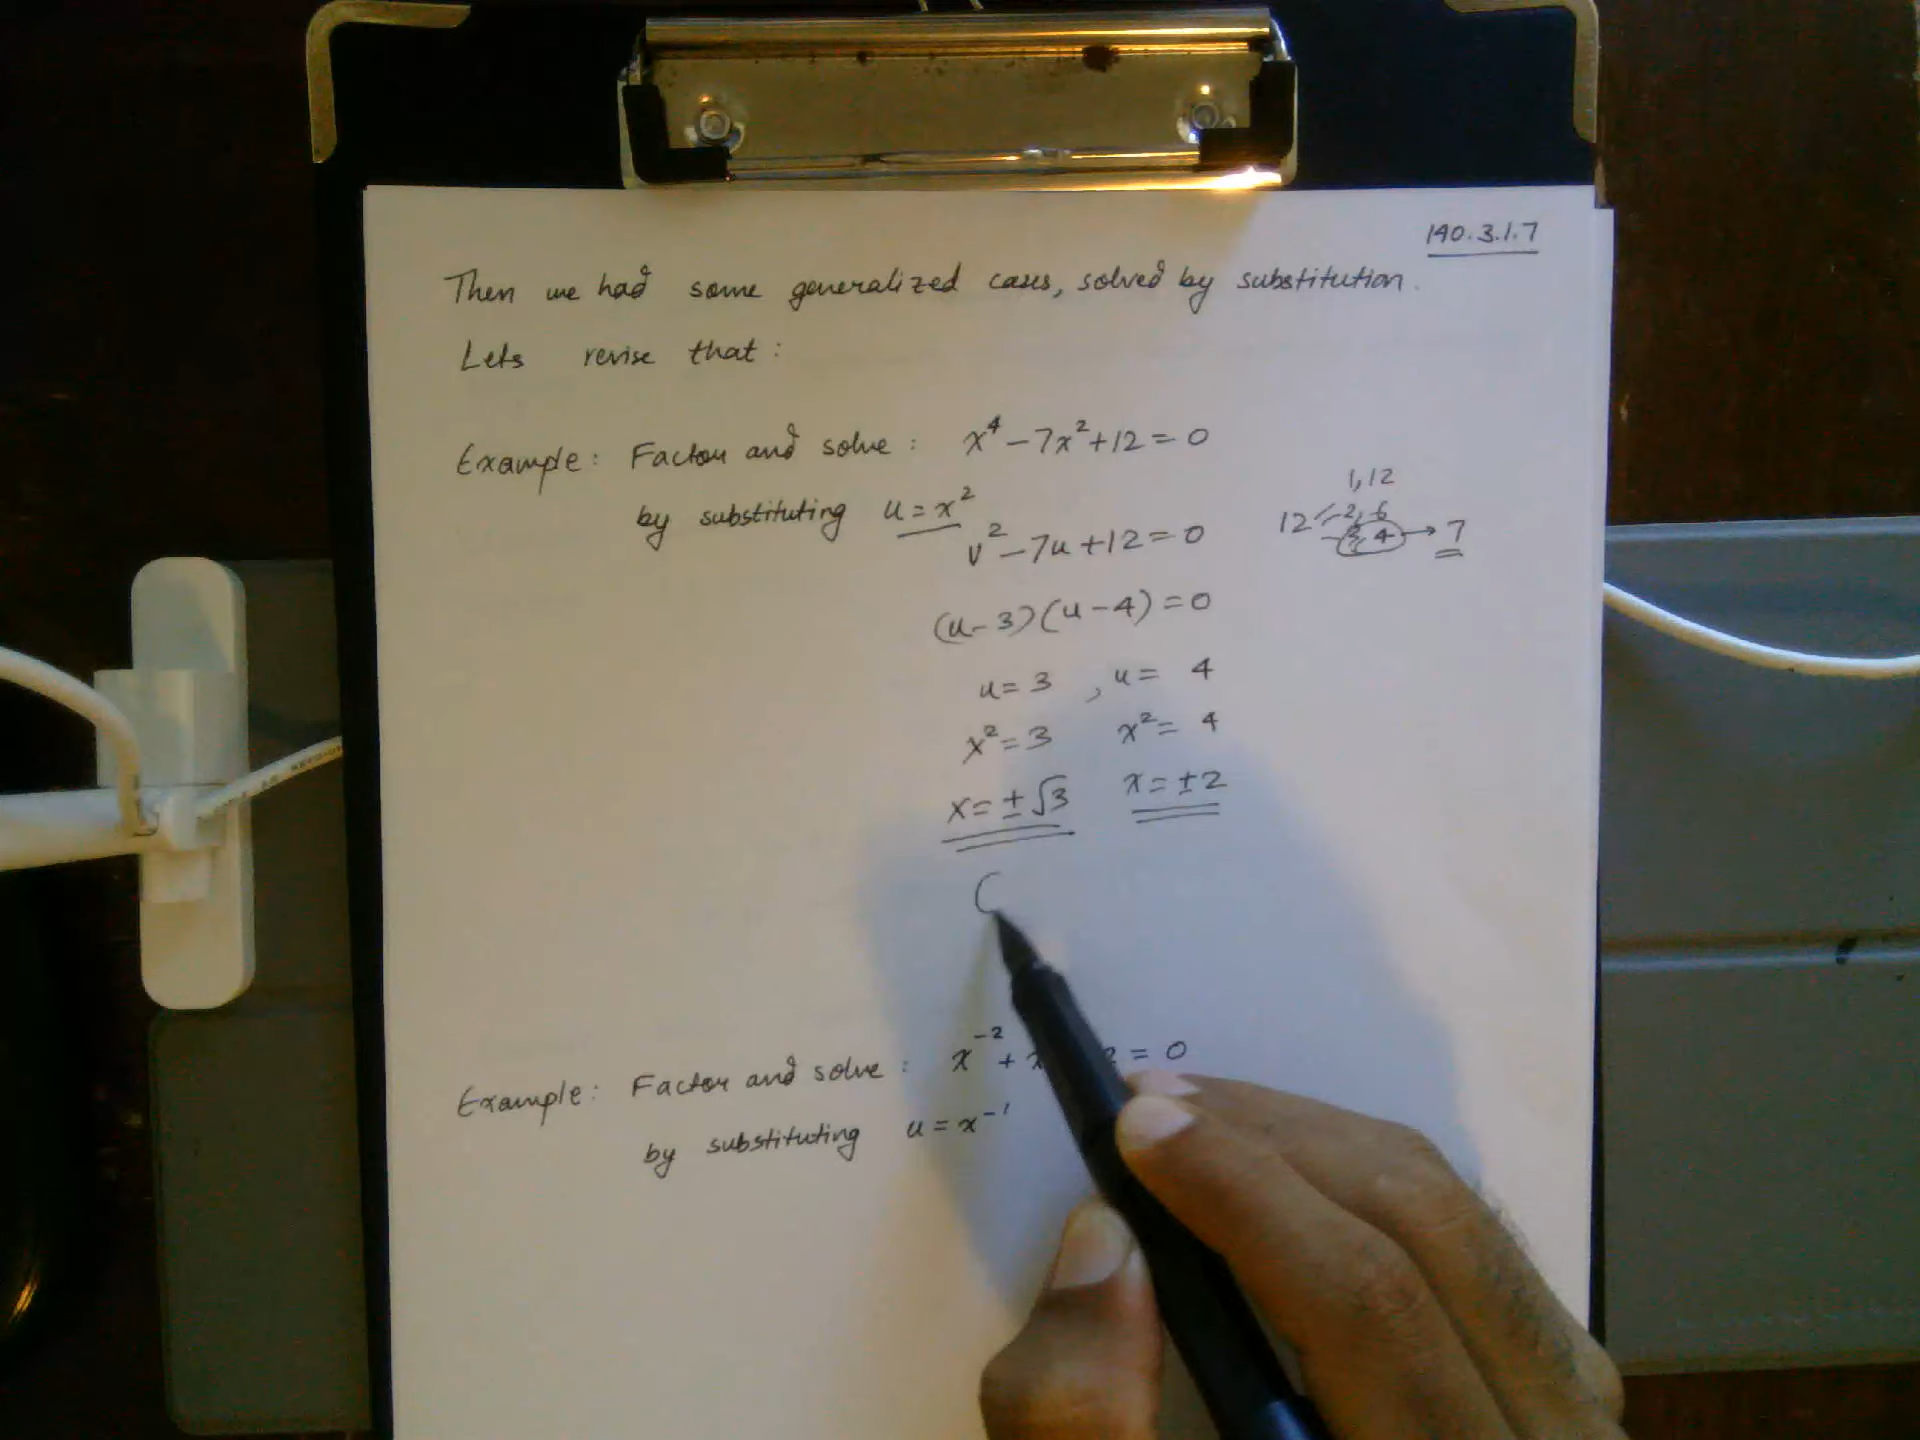 140.3.1.7
Then we had some generalized cases, solved by substitution.
Lets revise that:
Example: Factor and solve: x⁴ - 7x² + 12 = 0
by substituting u = x²
1, 12
12 2, 6
3, 4 → 7
u² - 7u + 12 = 0
(u - 3)(u - 4) = 0
u = 3, u = 4
x² = 3 x² = 4
x = ±√3 x = ±2
(
Example: Factor and solve: x⁻² + x 2 = 0
by substituting u = x⁻¹